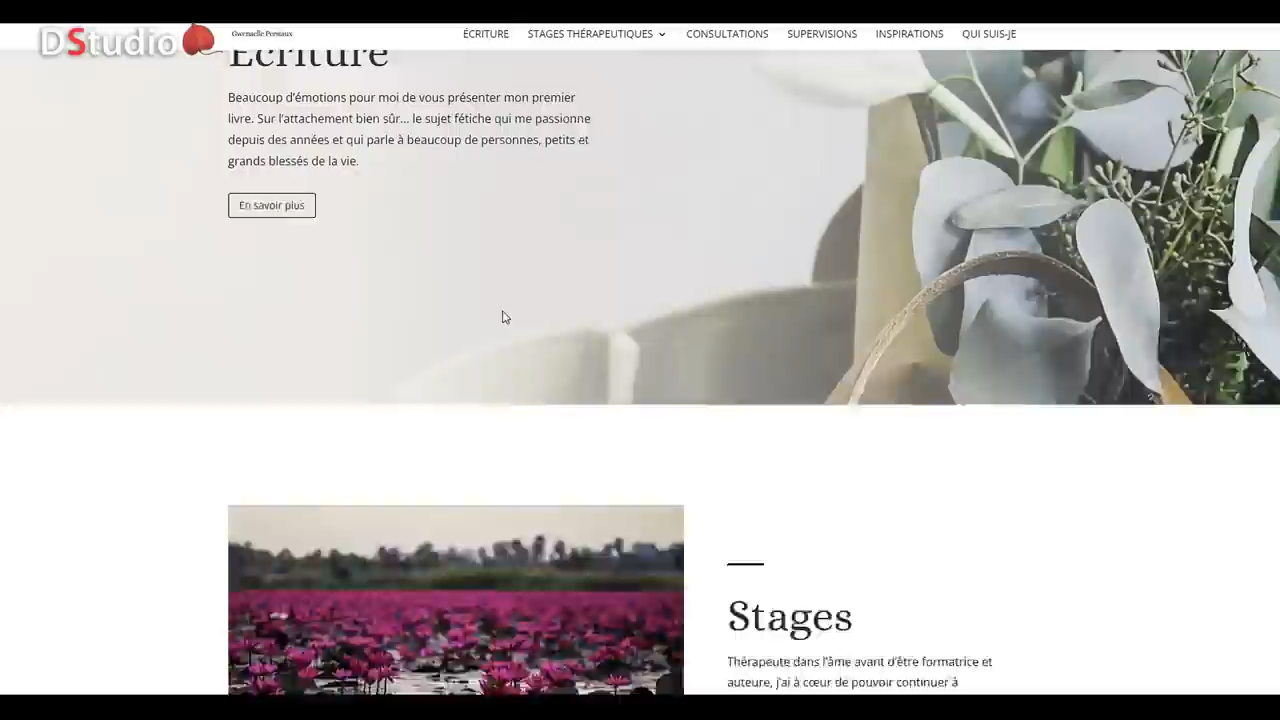 DStudio
Gwenaelle Persiaux
ÉCRITURE
STAGES THÉRAPEUTIQUES
CONSULTATIONS
SUPERVISIONS
INSPIRATIONS
QUI SUIS-JE
Écriture
Beaucoup d'émotions pour moi de vous présenter mon premier
livre. Sur l'attachement bien sûr... le sujet fétiche qui me passionne
depuis des années et qui parle à beaucoup de personnes, petits et
grands blessés de la vie.
En savoir plus
Stages
Thérapeute dans l'âme avant d'être formatrice et
auteure, j'ai à cœur de pouvoir continuer à